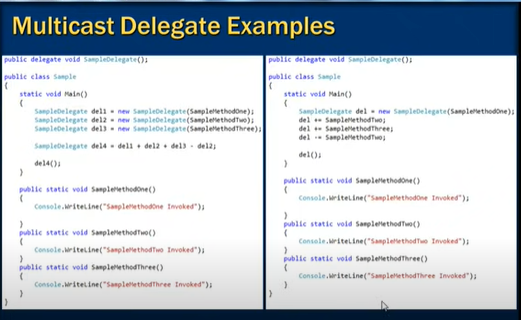 Multicast Delegate Examples
public delegate void SampleDelegate();
public class Sample
{
static void Main()
{
SampleDelegate del1 = new SampleDelegate(SampleMethodOne);
SampleDelegate del2 = new SampleDelegate(SampleMethodTwo);
SampleDelegate del3 = new SampleDelegate(SampleMethodThree);
SampleDelegate del4 = del1 + del2 + del3 - del2;
del4();
}
public static void SampleMethodOne()
{
Console.WriteLine("SampleMethodOne Invoked");
}
public static void SampleMethodTwo()
{
Console.WriteLine("SampleMethodTwo Invoked");
}
public static void SampleMethodThree()
{
Console.WriteLine("SampleMethodThree Invoked");
}
}
public delegate void SampleDelegate();
public class Sample
{
static void Main()
{
SampleDelegate del = new SampleDelegate(SampleMethodOne);
del += SampleMethodTwo;
del += SampleMethodThree;
del -= SampleMethodTwo;
del();
}
public static void SampleMethodOne()
{
Console.WriteLine("SampleMethodOne Invoked");
}
public static void SampleMethodTwo()
{
Console.WriteLine("SampleMethodTwo Invoked");
}
public static void SampleMethodThree()
{
Console.WriteLine("SampleMethodThree Invoked");
}
}